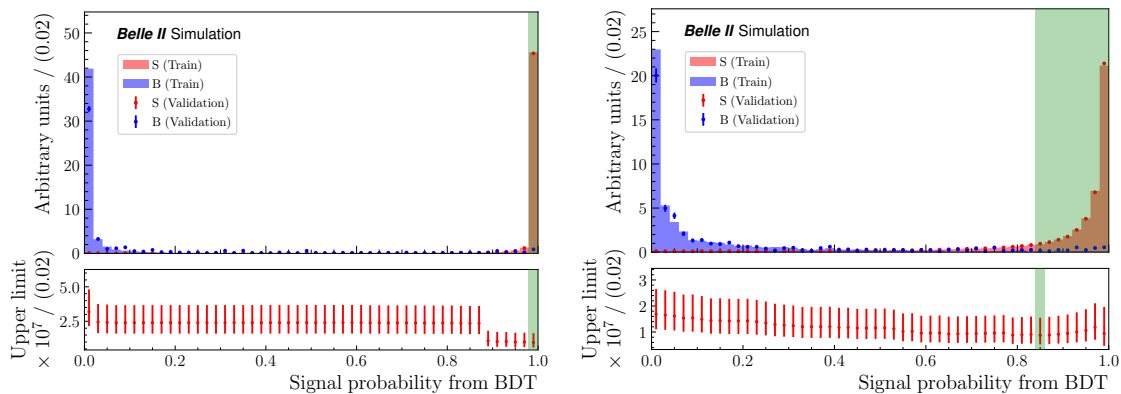 Belle II Simulation
S (Train)
B (Train)
S (Validation)
B (Validation)
Arbitrary units / (0.02)
50
40
30
20
10
0
Upper limit
× 10⁷ / (0.02)
5.0
2.5
0.0 0.2 0.4 0.6 0.8 1.0
Signal probability from BDT
Belle II Simulation
S (Train)
B (Train)
S (Validation)
B (Validation)
Arbitrary units / (0.02)
25
20
15
10
5
0
Upper limit
× 10⁷ / (0.02)
3
2
1
0.0 0.2 0.4 0.6 0.8 1.0
Signal probability from BDT